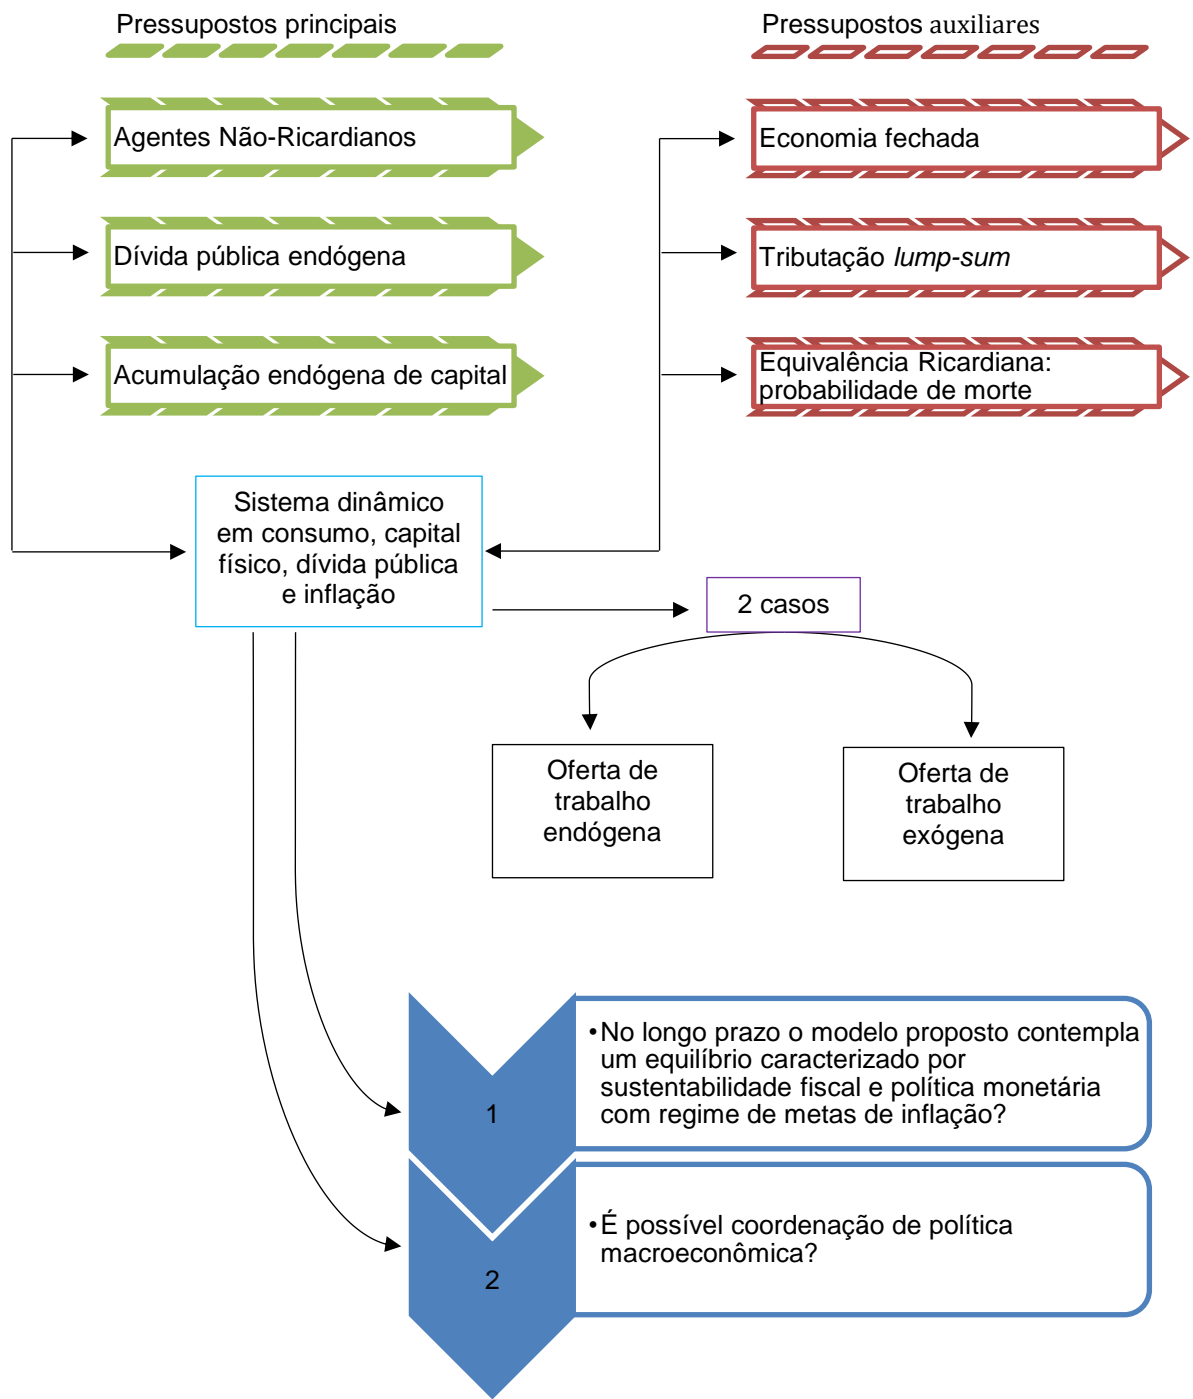 Pressupostos principais
Pressupostos auxiliares
Agentes Não-Ricardianos
Economia fechada
Dívida pública endógena
Tributação lump-sum
Acumulação endógena de capital
Equivalência Ricardiana:
probabilidade de morte
Sistema dinâmico
em consumo, capital
físico, dívida pública
e inflação
2 casos
Oferta de
trabalho
endógena
Oferta de
trabalho
exógena
1
•No longo prazo o modelo proposto contempla
um equilíbrio caracterizado por
sustentabilidade fiscal e política monetária
com regime de metas de inflação?
2
•É possível coordenação de política
macroeconômica?